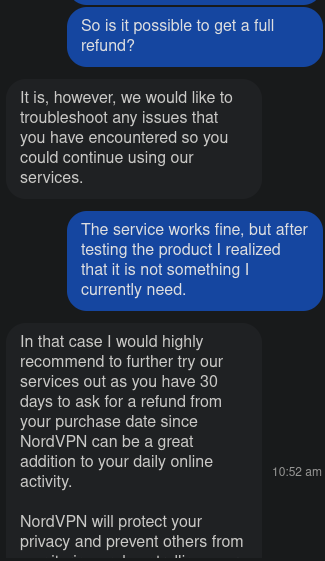 So is it possible to get a full
refund?
It is, however, we would like to
troubleshoot any issues that
you have encountered so you
could continue using our
services.
The service works fine, but after
testing the product I realized
that it is not something I
currently need.
In that case I would highly
recommend to further try our
services out as you have 30
days to ask for a refund from
your purchase date since
NordVPN can be a great
addition to your daily online
activity.
10:52 am
NordVPN will protect your
privacy and prevent others from